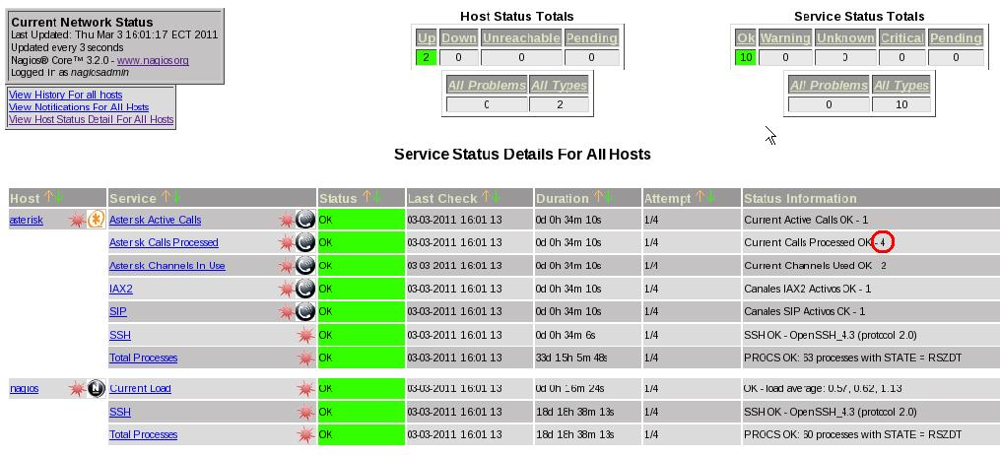 Current Network Status
Last Updated: Thu Mar 3 16:01:17 ECT 2011
Updated every 3 seconds
Nagios® Core™ 3.2.0 - www.nagios.org
Logged in as nagiosadmin
View History For all hosts
View Notifications For All Hosts
View Host Status Detail For All Hosts
Host Status Totals
Up Down Unreachable Pending
2 0 0 0
All Problems All Types
0 2
Service Status Totals
Ok Warning Unknown Critical Pending
10 0 0 0 0
All Problems All Types
0 10
Service Status Details For All Hosts
Host Service Status Last Check Duration Attempt Status Information
asterisk Asterisk Active Calls OK 03-03-2011 16:01:13 0d 0h 34m 10s 1/4 Current Active Calls OK - 1
Asterisk Calls Processed OK 03-03-2011 16:01:13 0d 0h 34m 10s 1/4 Current Calls Processed OK - 4
Asterisk Channels In Use OK 03-03-2011 16:01:13 0d 0h 34m 10s 1/4 Current Channels Used OK - 2
IAX2 OK 03-03-2011 16:01:13 0d 0h 34m 10s 1/4 Canales IAX2 Activos OK - 1
SIP OK 03-03-2011 16:01:13 0d 0h 34m 10s 1/4 Canales SIP Activos OK - 1
SSH OK 03-03-2011 16:01:13 0d 0h 34m 6s 1/4 SSH OK - OpenSSH_4.3 (protocol 2.0)
Total Processes OK 03-03-2011 16:01:13 33d 15h 5m 48s 1/4 PROCS OK: 63 processes with STATE = RSZDT
nagios Current Load OK 03-03-2011 16:01:13 0d 0h 16m 24s 1/4 OK - load average: 0.57, 0.62, 1.13
SSH OK 03-03-2011 16:01:13 18d 18h 38m 13s 1/4 SSH OK - OpenSSH_4.3 (protocol 2.0)
Total Processes OK 03-03-2011 16:01:13 18d 18h 38m 13s 1/4 PROCS OK: 60 processes with STATE = RSZDT